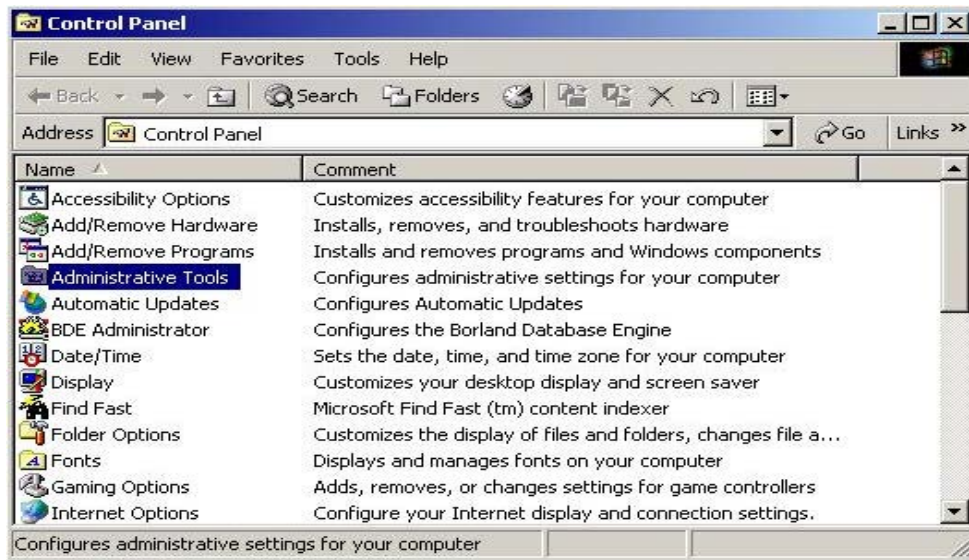 Control Panel
File Edit View Favorites Tools Help
Back Search Folders
Address Control Panel Go Links »
Name Comment
Accessibility Options Customizes accessibility features for your computer
Add/Remove Hardware Installs, removes, and troubleshoots hardware
Add/Remove Programs Installs and removes programs and Windows components
Administrative Tools Configures administrative settings for your computer
Automatic Updates Configures Automatic Updates
BDE Administrator Configures the Borland Database Engine
Date/Time Sets the date, time, and time zone for your computer
Display Customizes your desktop display and screen saver
Find Fast Microsoft Find Fast (tm) content indexer
Folder Options Customizes the display of files and folders, changes file a...
Fonts Displays and manages fonts on your computer
Gaming Options Adds, removes, or changes settings for game controllers
Internet Options Configure your Internet display and connection settings.
Configures administrative settings for your computer